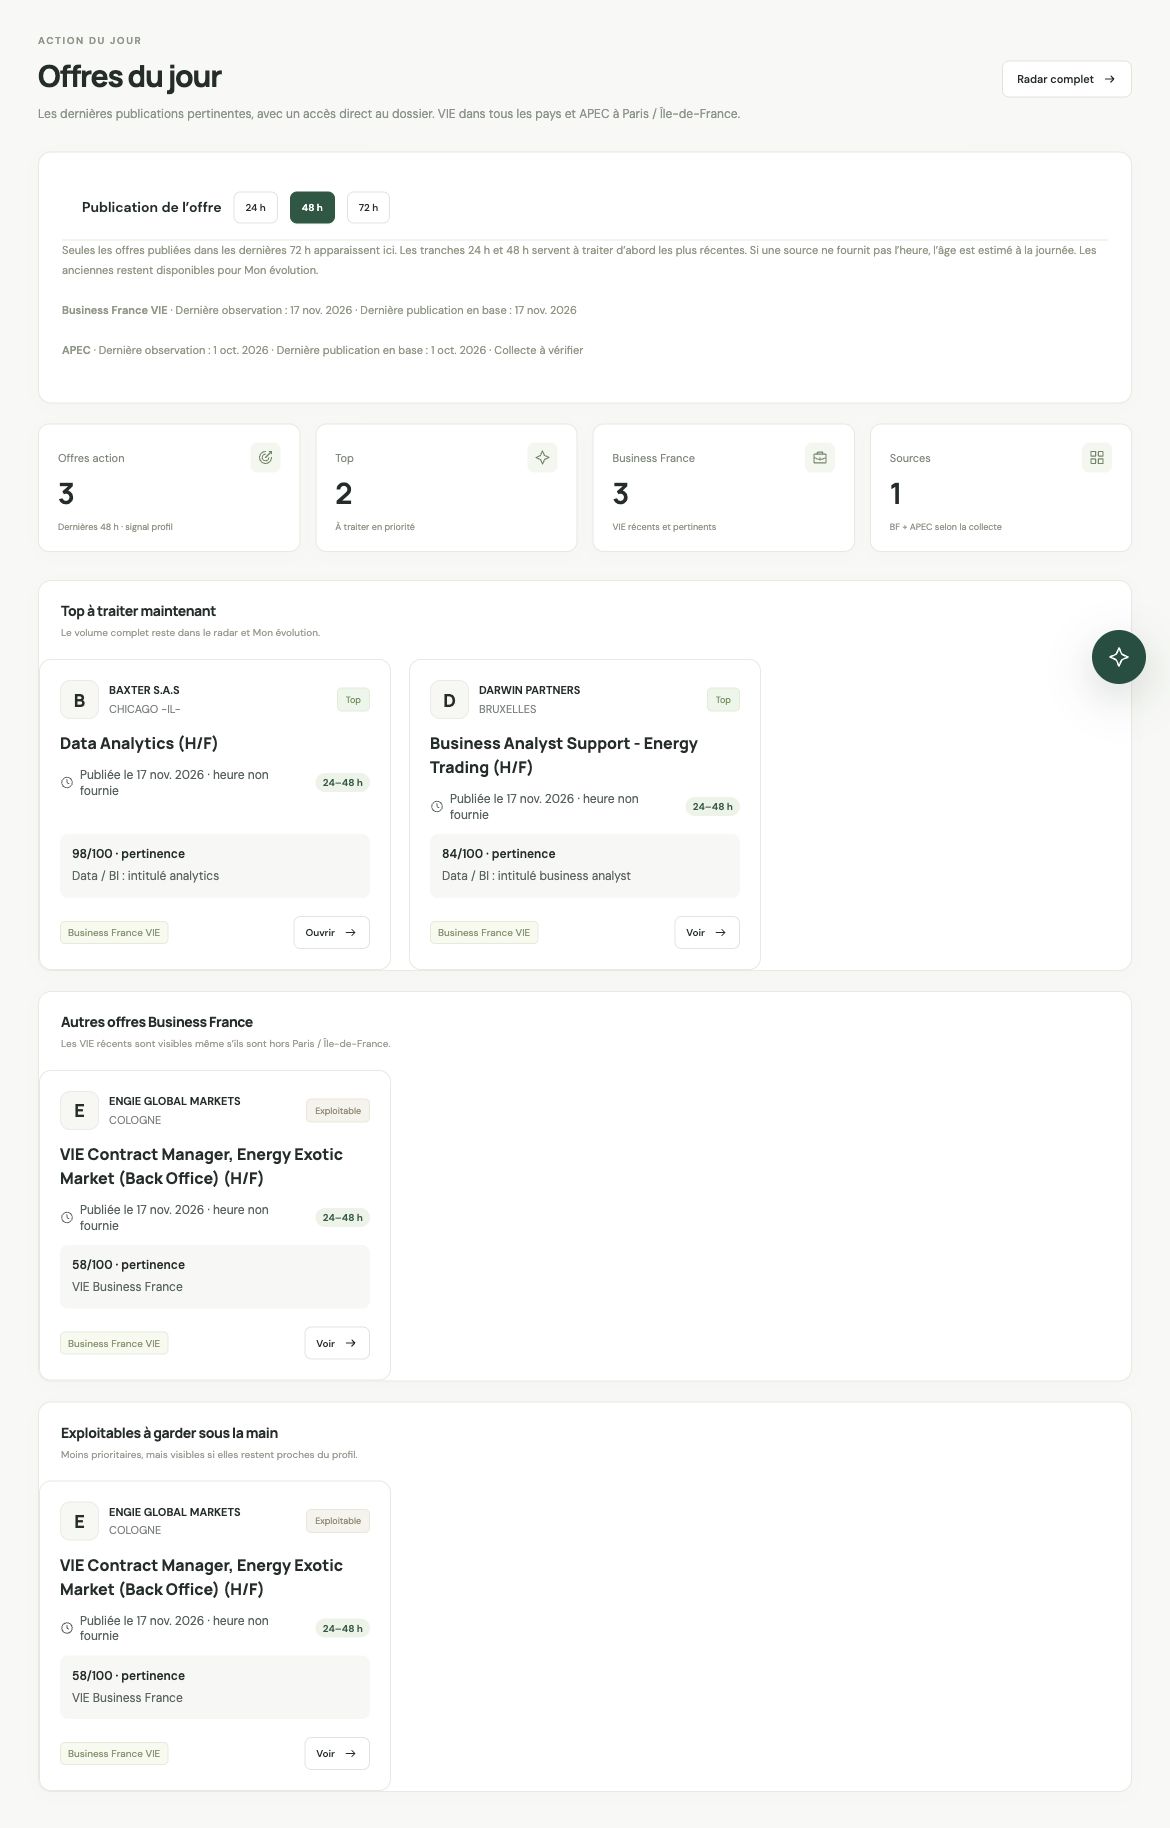 ACTION DU JOUR
Offres du jour
Radar complet →
Les dernières publications pertinentes, avec un accès direct au dossier. VIE dans tous les pays et APEC à Paris / Île-de-France.
Publication de l’offre
24 h
48 h
72 h
Seules les offres publiées dans les dernières 72 h apparaissent ici. Les tranches 24 h et 48 h servent à traiter d’abord les plus récentes. Si une source ne fournit pas l’heure, l’âge est estimé à la journée. Les
anciennes restent disponibles pour Mon évolution.
Business France VIE · Dernière observation : 17 nov. 2026 · Dernière publication en base : 17 nov. 2026
APEC · Dernière observation : 1 oct. 2026 · Dernière publication en base : 1 oct. 2026 · Collecte à vérifier
Offres action
3
Dernières 48 h · signal profil
Top
2
À traiter en priorité
Business France
3
VIE récents et pertinents
Sources
1
BF + APEC selon la collecte
Top à traiter maintenant
Le volume complet reste dans le radar et Mon évolution.
B
BAXTER S.A.S
CHICAGO -IL-
Top
Data Analytics (H/F)
Publiée le 17 nov. 2026 · heure non
fournie
24–48 h
98/100 · pertinence
Data / BI : intitulé analytics
Business France VIE
Ouvrir →
D
DARWIN PARTNERS
BRUXELLES
Top
Business Analyst Support - Energy
Trading (H/F)
Publiée le 17 nov. 2026 · heure non
fournie
24–48 h
84/100 · pertinence
Data / BI : intitulé business analyst
Business France VIE
Voir →
Autres offres Business France
Les VIE récents sont visibles même s’ils sont hors Paris / Île-de-France.
E
ENGIE GLOBAL MARKETS
COLOGNE
Exploitable
VIE Contract Manager, Energy Exotic
Market (Back Office) (H/F)
Publiée le 17 nov. 2026 · heure non
fournie
24–48 h
58/100 · pertinence
VIE Business France
Business France VIE
Voir →
Exploitables à garder sous la main
Moins prioritaires, mais visibles si elles restent proches du profil.
E
ENGIE GLOBAL MARKETS
COLOGNE
Exploitable
VIE Contract Manager, Energy Exotic
Market (Back Office) (H/F)
Publiée le 17 nov. 2026 · heure non
fournie
24–48 h
58/100 · pertinence
VIE Business France
Business France VIE
Voir →